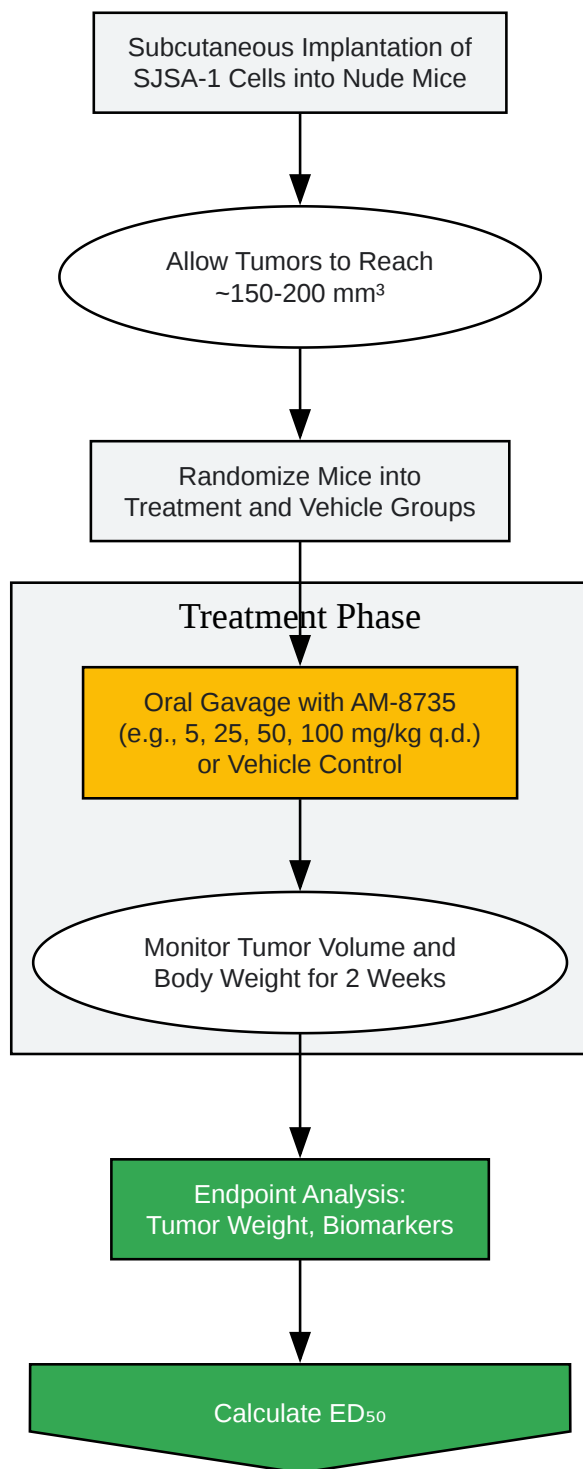 Subcutaneous Implantation of
SJSA-1 Cells into Nude Mice
Allow Tumors to Reach
~150-200 mm³
Randomize Mice into
Treatment and Vehicle Groups
Treatment Phase
Oral Gavage with AM-8735
(e.g., 5, 25, 50, 100 mg/kg q.d.)
or Vehicle Control
Monitor Tumor Volume and
Body Weight for 2 Weeks
Endpoint Analysis:
Tumor Weight, Biomarkers
Calculate ED₅₀